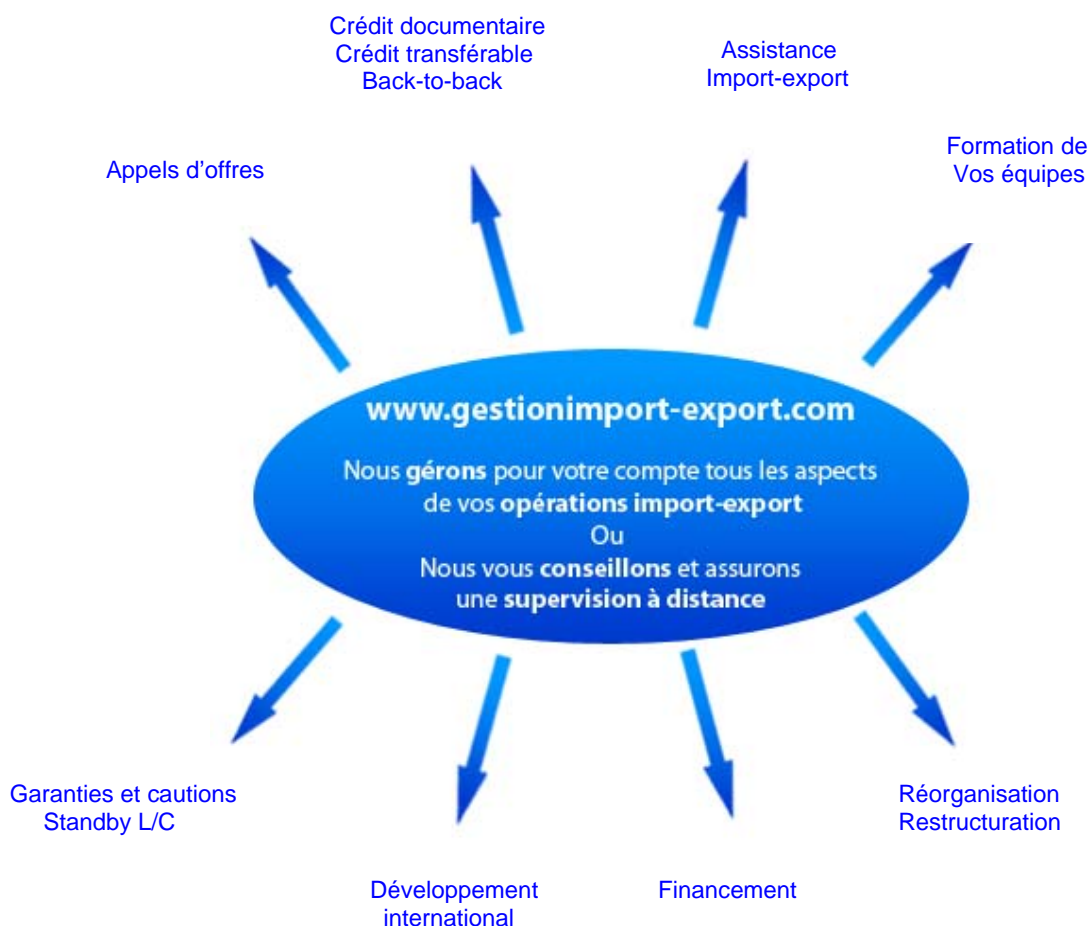 Crédit documentaire
Crédit transférable
Back-to-back
Assistance
Import-export
Appels d’offres
Formation de
Vos équipes
www.gestionimport-export.com
Nous gérons pour votre compte tous les aspects
de vos opérations import-export
Ou
Nous vous conseillons et assurons
une supervision à distance
Garanties et cautions
Standby L/C
Réorganisation
Restructuration
Développement
international
Financement